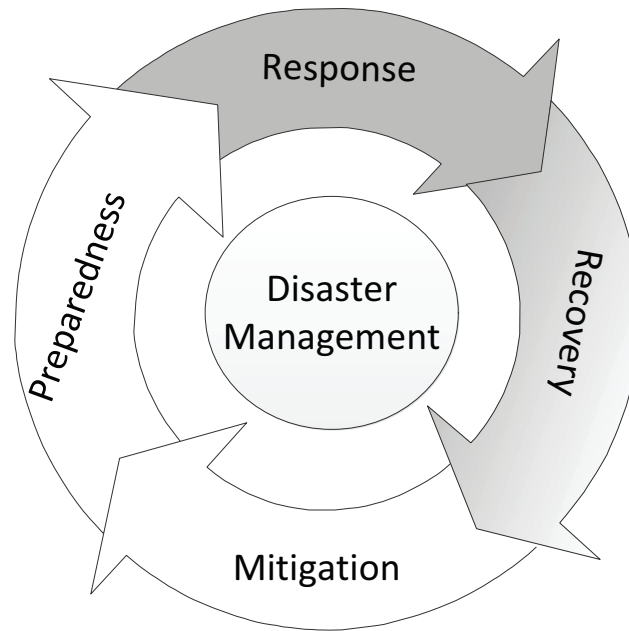 Response
Recovery
Mitigation
Preparedness
Disaster
Management